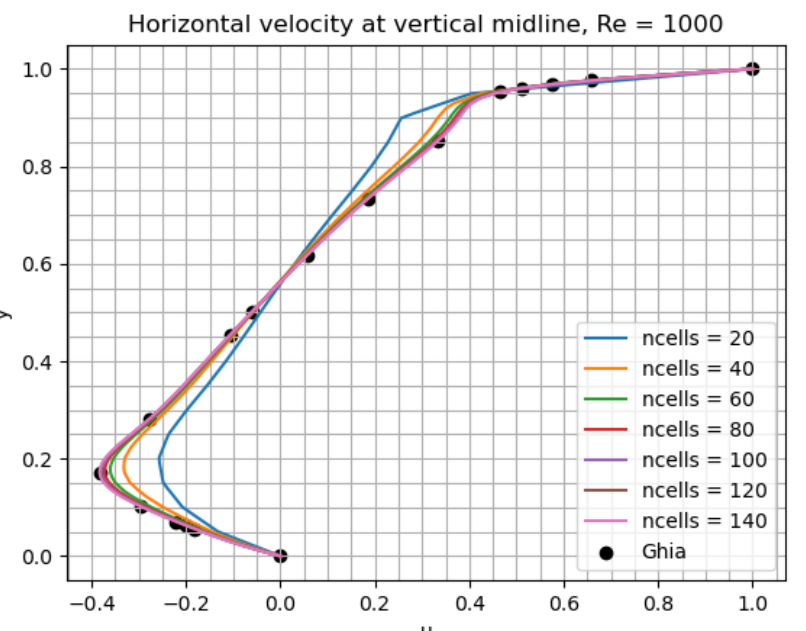 Horizontal velocity at vertical midline, Re = 1000
1.0
0.8
0.6
0.4
0.2
0.0
y
ncells = 20
ncells = 40
ncells = 60
ncells = 80
ncells = 100
ncells = 120
ncells = 140
Ghia
−0.4 −0.2 0.0 0.2 0.4 0.6 0.8 1.0